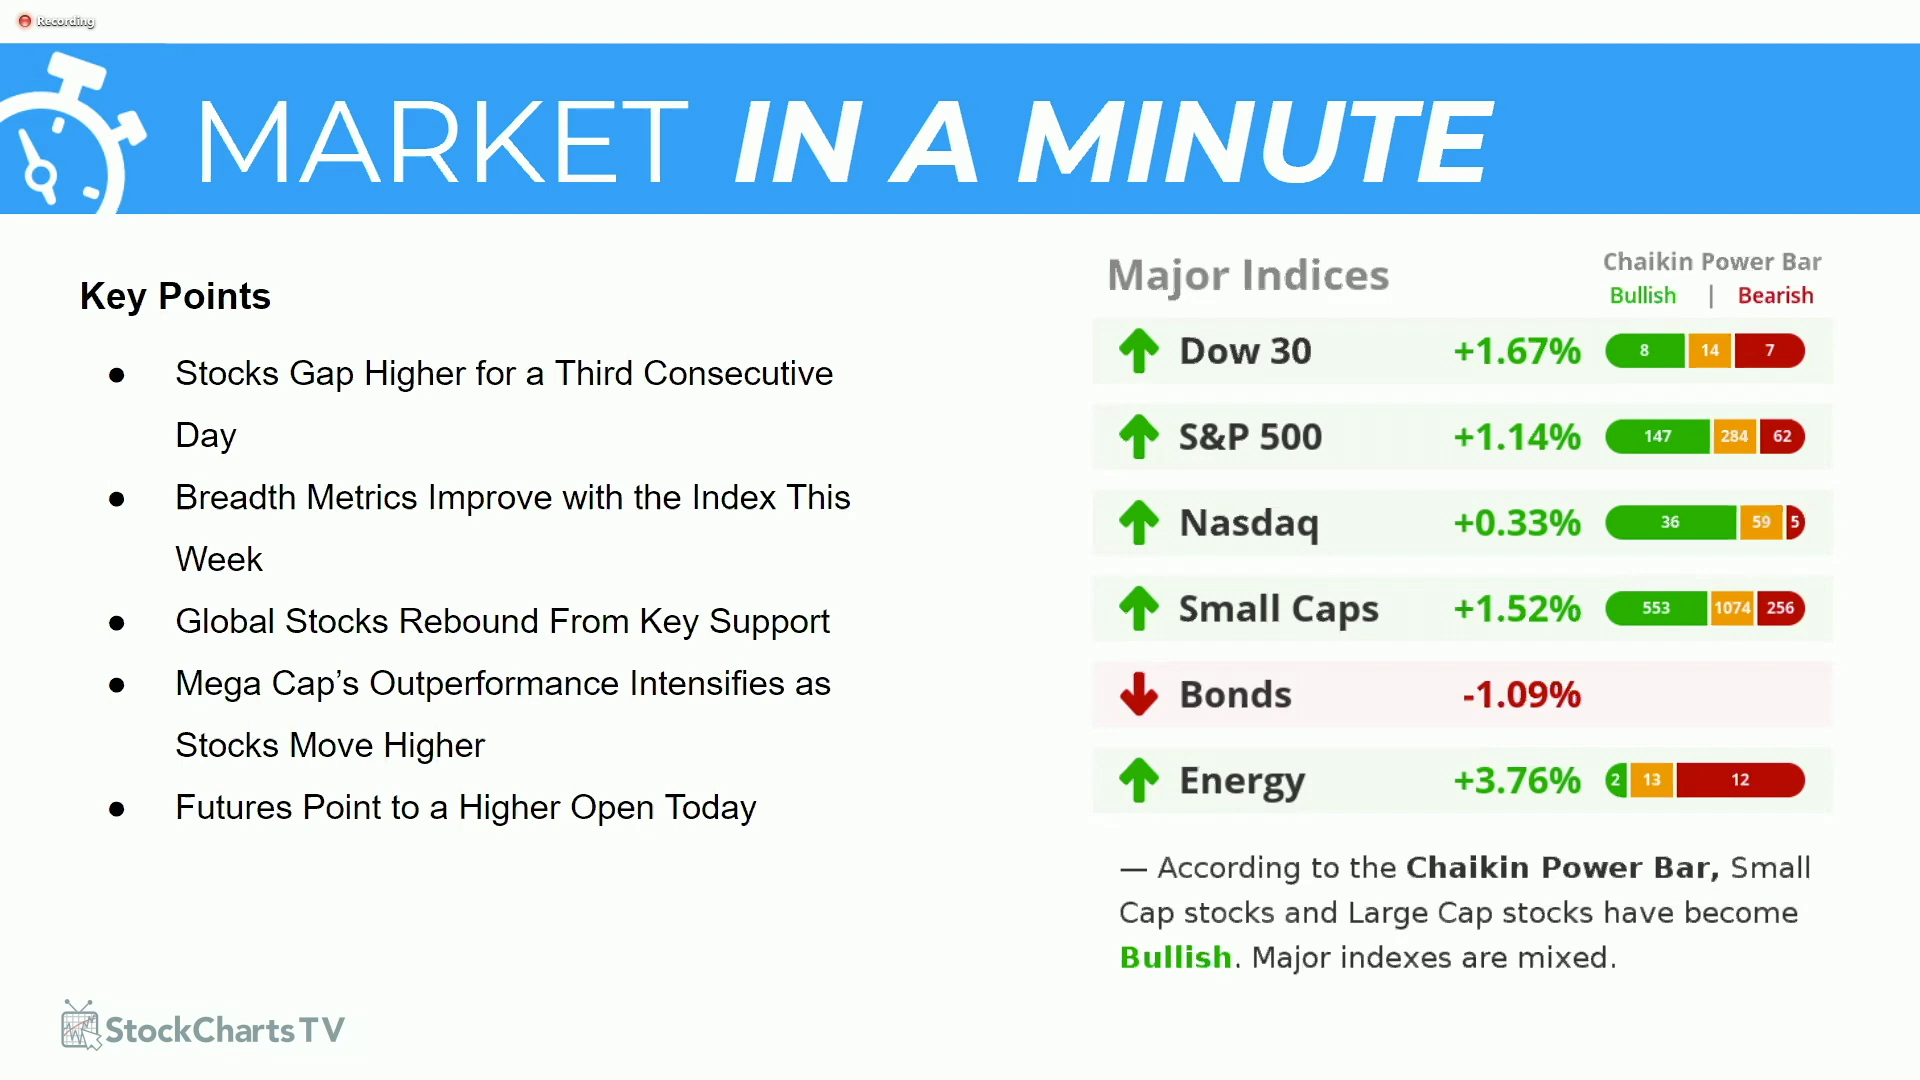 Recording
MARKET IN A MINUTE
Key Points
● Stocks Gap Higher for a Third Consecutive
Day
● Breadth Metrics Improve with the Index This
Week
● Global Stocks Rebound From Key Support
● Mega Cap’s Outperformance Intensifies as
Stocks Move Higher
● Futures Point to a Higher Open Today
Major Indices
Chaikin Power Bar
Bullish | Bearish
Dow 30 +1.67% 8 14 7
S&P 500 +1.14% 147 284 62
Nasdaq +0.33% 36 59 5
Small Caps +1.52% 553 1074 256
Bonds -1.09%
Energy +3.76% 2 13 12
— According to the Chaikin Power Bar, Small
Cap stocks and Large Cap stocks have become
Bullish. Major indexes are mixed.
StockChartsTV